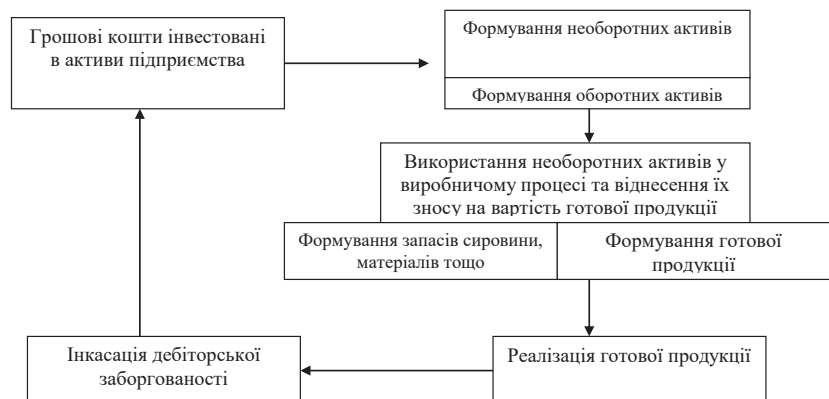 Грошові кошти інвестовані
в активи підприємства
Формування необоротних активів
Формування оборотних активів
Використання необоротних активів у
виробничому процесі та віднесення їх
зносу на вартість готової продукції
Формування запасів сировини,
матеріалів тощо
Формування готової
продукції
Реалізація готової продукції
Інкасація дебіторської
заборгованості